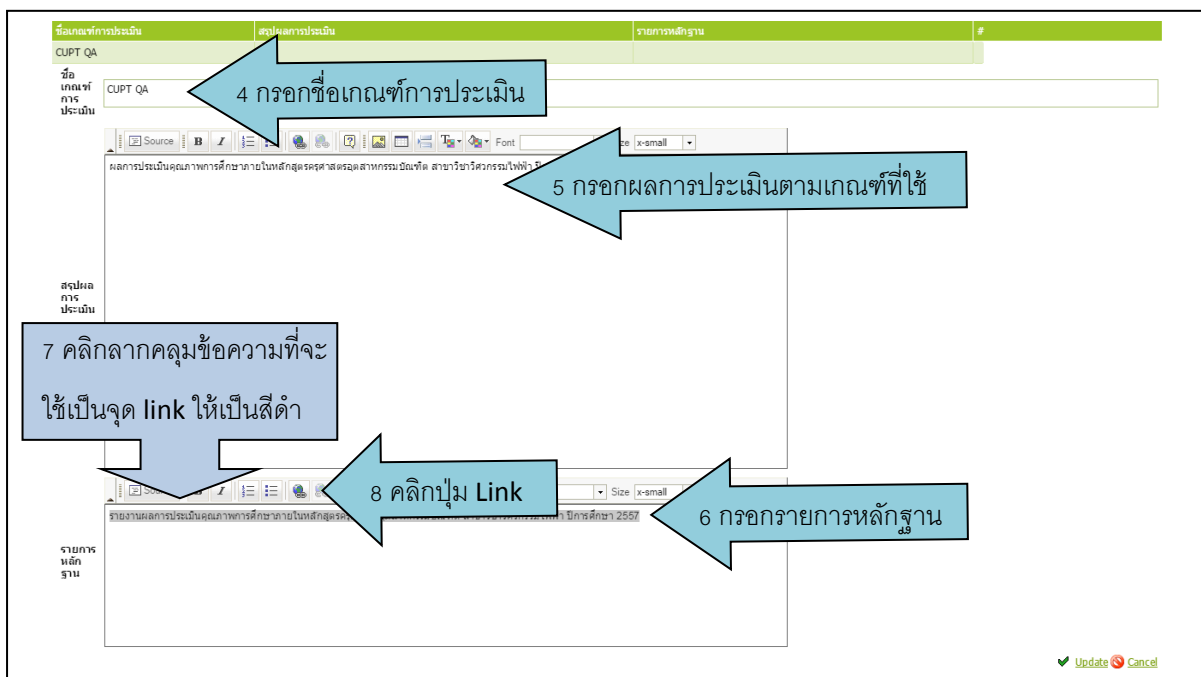 ชื่อเกณฑ์การประเมิน สรุปผลการประเมิน รายการหลักฐาน #
CUPT QA
ชื่อ
เกณฑ์
การ
ประเมิน
CUPT QA
4 กรอกชื่อเกณฑ์การประเมิน
Source B I Font x-small
ผลการประเมินคุณภาพการศึกษาภายในหลักสูตรครุศาสตรอุตสาหกรรมบัณฑิต สาขาวิชาวิศวกรรมไฟฟ้า
5 กรอกผลการประเมินตามเกณฑ์ที่ใช้
สรุปผล
การ
ประเมิน
7 คลิกลากคลุมข้อความที่จะ
ใช้เป็นจุด link ให้เป็นสีดำ
8 คลิกปุ่ม Link
I Size x-small
รายงานผลการประเมินคุณภาพการศึกษาภายในหลักสูตร ปีการศึกษา 2557
6 กรอกรายการหลักฐาน
รายการ
หลัก
ฐาน
Update Cancel